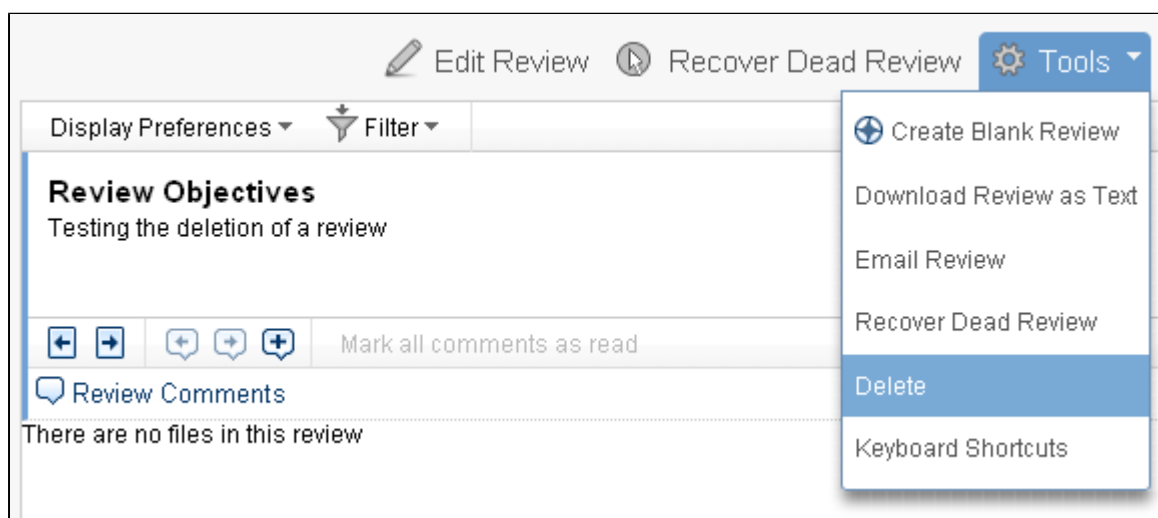 Edit Review Recover Dead Review Tools
Display Preferences Filter
Create Blank Review
Download Review as Text
Email Review
Recover Dead Review
Delete
Keyboard Shortcuts
Review Objectives
Testing the deletion of a review
Mark all comments as read
Review Comments
There are no files in this review